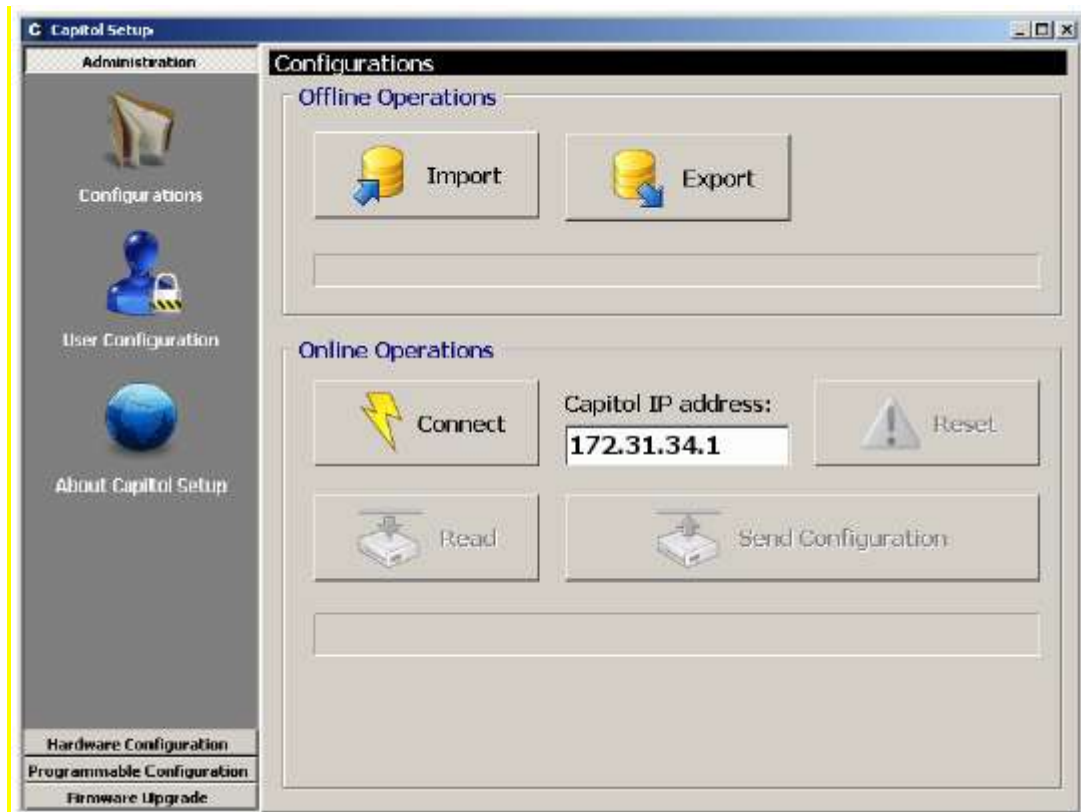 Capitol Setup
Administration
Configurations
User Configuration
About Capitol Setup
Hardware Configuration
Programmable Configuration
Firmware Upgrade
Configurations
Offline Operations
Import
Export
Online Operations
Connect
Capitol IP address:
172.31.34.1
Reset
Read
Send Configuration